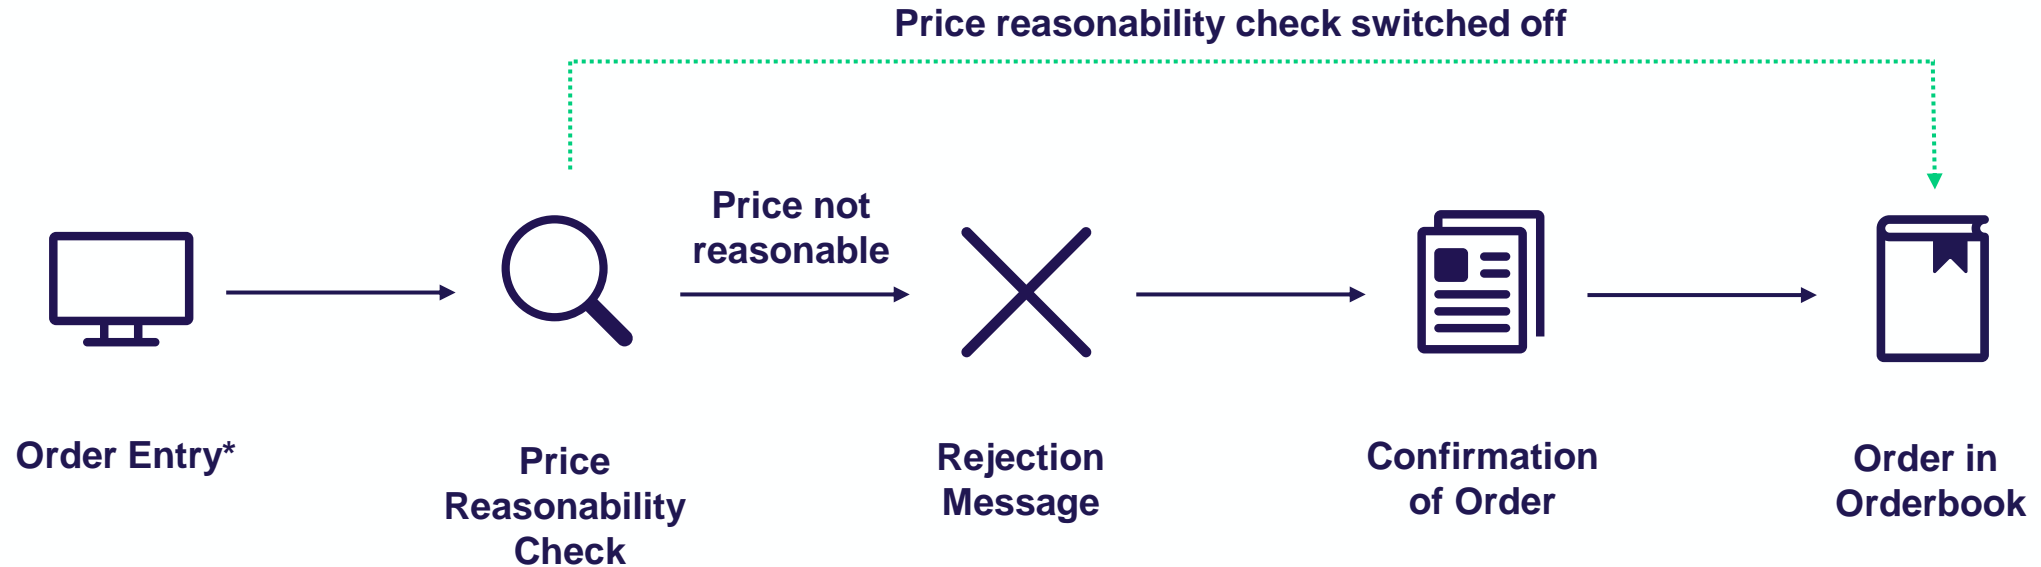 Price reasonability check switched off
Price not
reasonable
Order Entry*
Price
Reasonability
Check
Rejection
Message
Confirmation
of Order
Order in
Orderbook